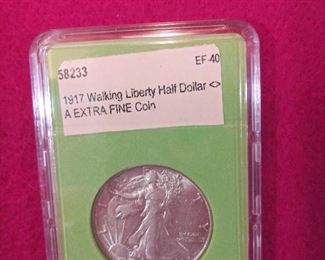 58233 EF-40
1917 Walking Liberty Half Dollar <>
A EXTRA FINE Coin